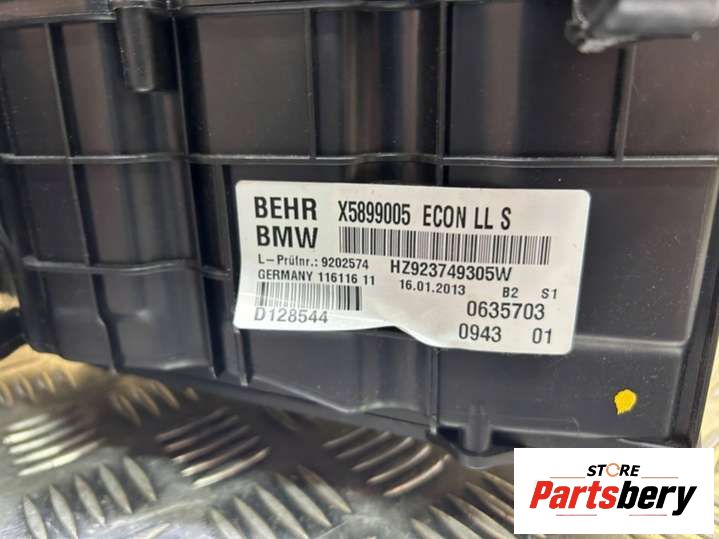 BEHR X5899005 ECON LL S
BMW
L-Prüfnr.: 9202574 HZ923749305W
GERMANY 116116 11 16.01.2013 B2 S1
D128544 0635703
0943 01
STORE
Partsbery